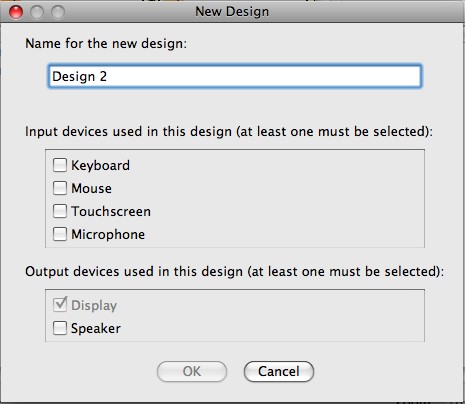 New Design
Name for the new design:
Design 2
Input devices used in this design (at least one must be selected):
Keyboard
Mouse
Touchscreen
Microphone
Output devices used in this design (at least one must be selected):
Display
Speaker
OK Cancel